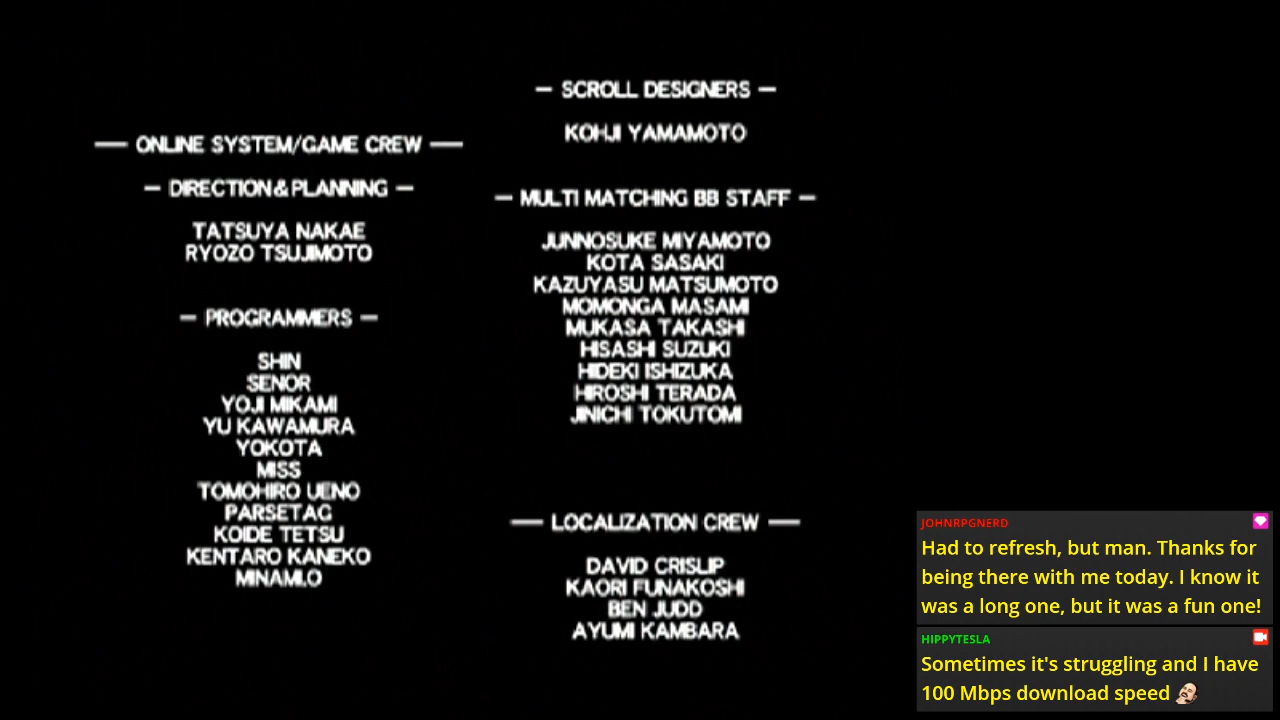 — ONLINE SYSTEM/GAME CREW —
— DIRECTION&PLANNING —
TATSUYA NAKAE
RYOZO TSUJIMOTO
— PROGRAMMERS —
SHIN
SENOR
YOJI MIKAMI
YU KAWAMURA
YOKOTA
MISS
TOMOHIRO UENO
PARSETAG
KOIDE TETSU
KENTARO KANEKO
MINAMI.O
— SCROLL DESIGNERS —
KOHJI YAMAMOTO
— MULTI MATCHING BB STAFF —
JUNNOSUKE MIYAMOTO
KOTA SASAKI
KAZUYASU MATSUMOTO
MOMONGA MASAMI
MUKASA TAKASHI
HISASHI SUZUKI
HIDEKI ISHIZUKA
HIROSHI TERADA
JINICHI TOKUTOMI
— LOCALIZATION CREW —
DAVID CRISLIP
KAORI FUNAKOSHI
BEN JUDD
AYUMI KAMBARA
JOHNRPGNERD
Had to refresh, but man. Thanks for
being there with me today. I know it
was a long one, but it was a fun one!
HIPPYTESLA
Sometimes it's struggling and I have
100 Mbps download speed